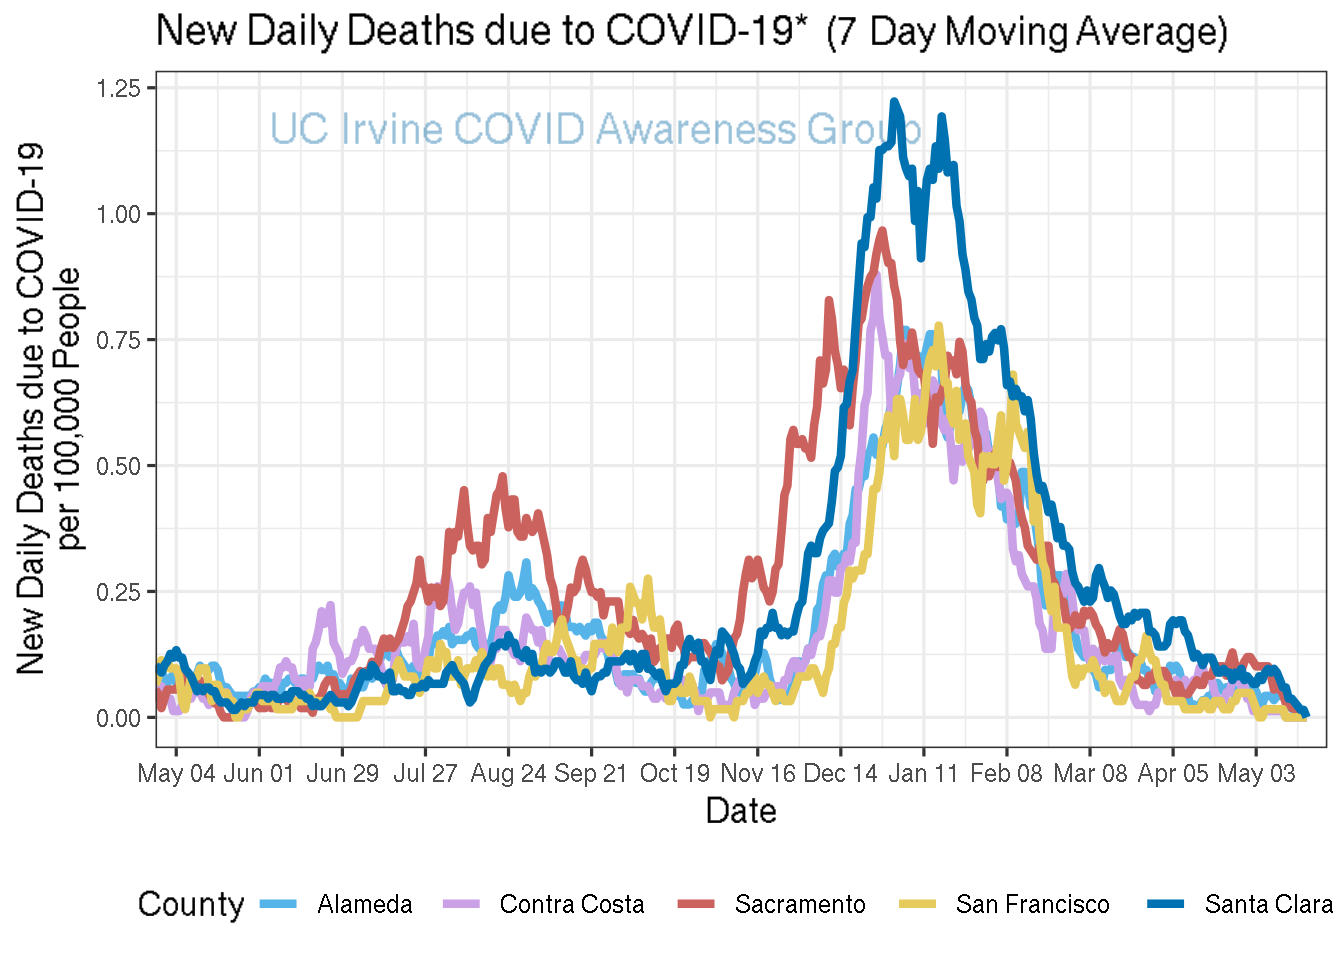 New Daily Deaths due to COVID-19* (7 Day Moving Average)
UC Irvine COVID Awareness Group
New Daily Deaths due to COVID-19
per 100,000 People
1.25
1.00
0.75
0.50
0.25
0.00
May 04 Jun 01 Jun 29 Jul 27 Aug 24 Sep 21 Oct 19 Nov 16 Dec 14 Jan 11 Feb 08 Mar 08 Apr 05 May 03
Date
County Alameda Contra Costa Sacramento San Francisco Santa Clara